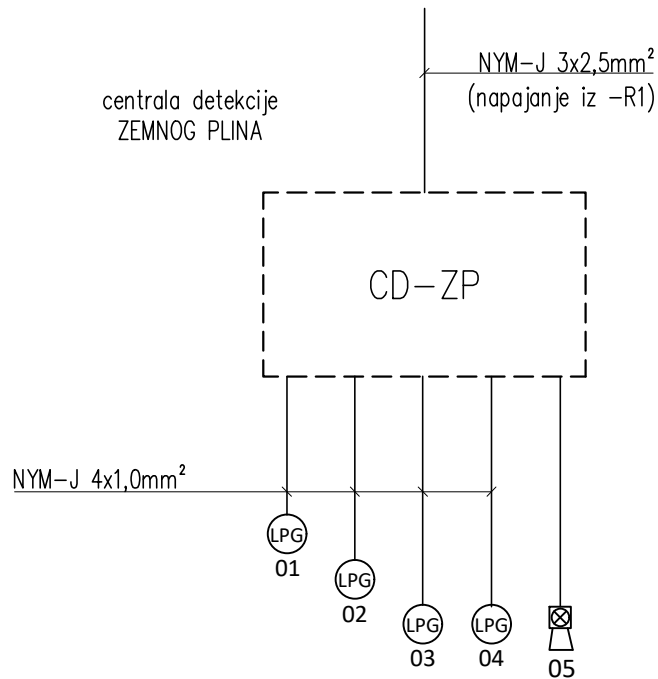 NYM-J 3x2,5mm²
(napajanje iz -R1)
centrala detekcije
ZEMNOG PLINA
CD-ZP
NYM-J 4x1,0mm²
LPG
01
LPG
02
LPG
03
LPG
04
05